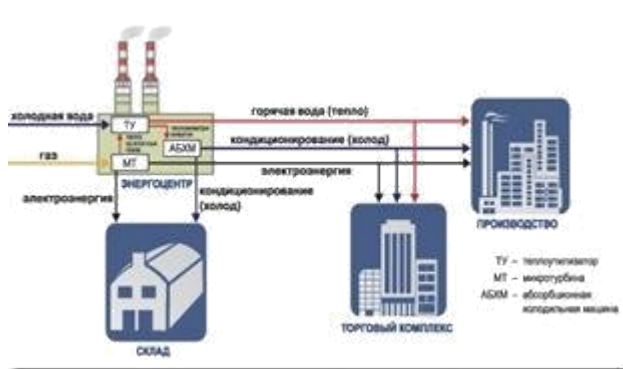 холодная вода
ТУ
горячая вода (тепло)
АБХМ
кондиционирование (холод)
газ
МТ
электроэнергия
ЭНЕРГОЦЕНТР
электроэнергия
кондиционирование
(холод)
ПРОИЗВОДСТВО
ТУ – теплоутилизатор
МТ – микротурбина
АБХМ – абсорбционная
холодильная машина
ТОРГОВЫЙ КОМПЛЕКС
СКЛАД